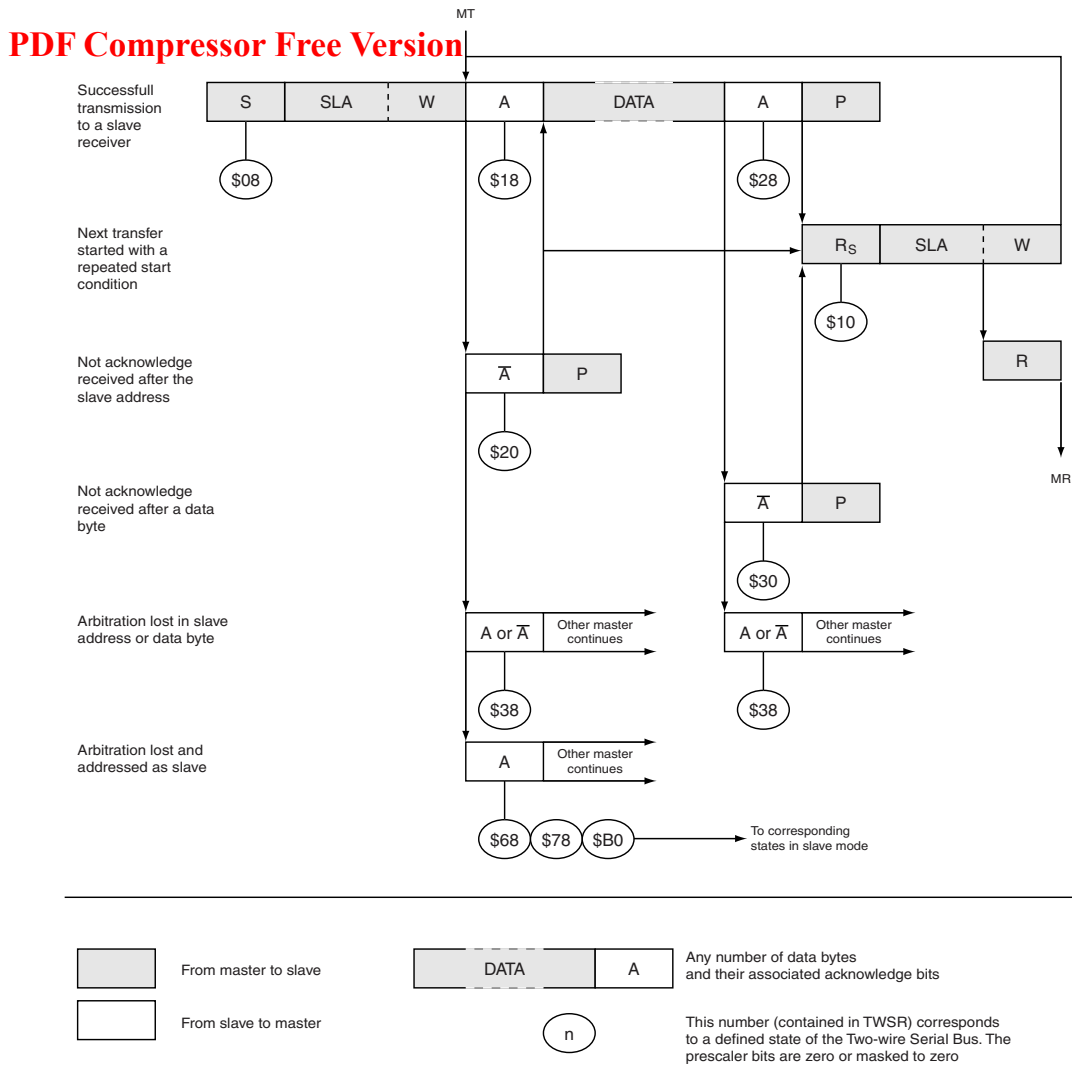 MT
PDF Compressor Free Version
Successfull
transmission
to a slave
receiver
S SLA W A DATA A P
$08 $18 $28
Next transfer
started with a
repeated start
condition
RS SLA W
$10
Not acknowledge
received after the
slave address
A̅ P
R
$20
MR
Not acknowledge
received after a data
byte
A̅ P
$30
Arbitration lost in slave
address or data byte
A or A̅
Other master
continues
A or A̅
Other master
continues
$38 $38
Arbitration lost and
addressed as slave
A
Other master
continues
$68 $78 $B0
To corresponding
states in slave mode
From master to slave
DATA A
Any number of data bytes
and their associated acknowledge bits
From slave to master
n
This number (contained in TWSR) corresponds
to a defined state of the Two-wire Serial Bus. The
prescaler bits are zero or masked to zero